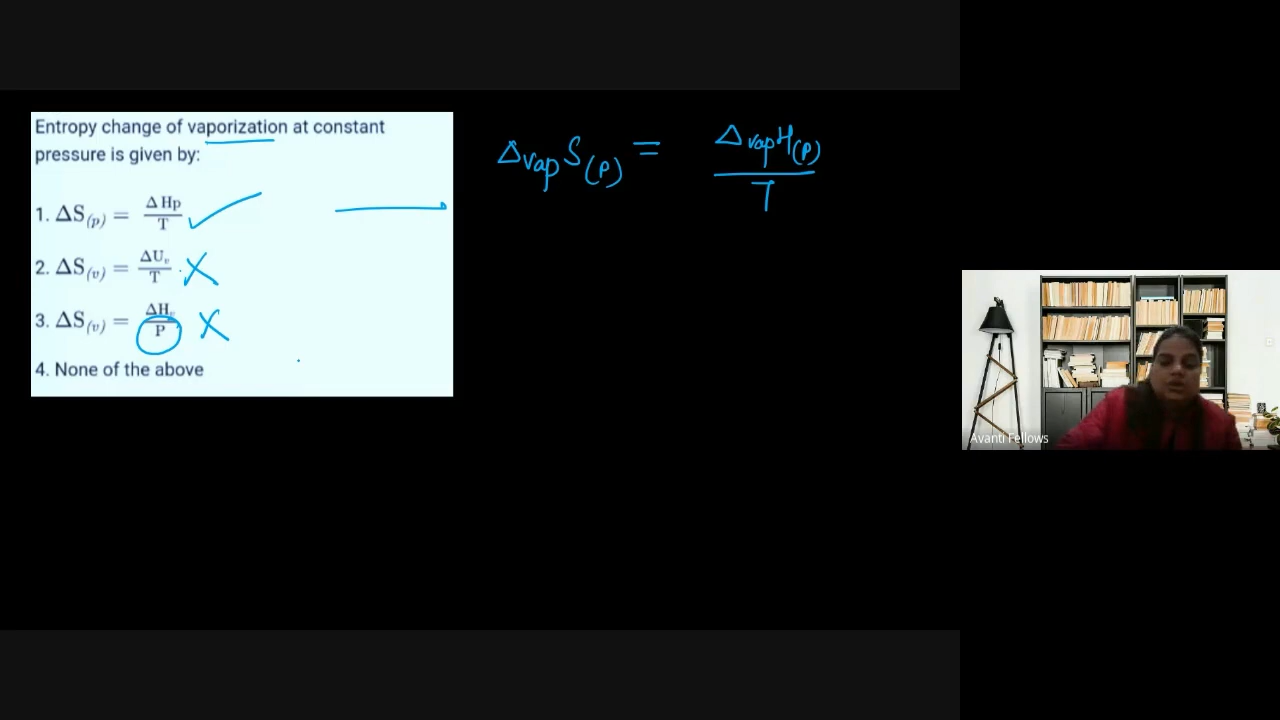 Entropy change of vaporization at constant
pressure is given by:
1. ΔS(p) = ΔHp/T
2. ΔS(v) = ΔUv/T
3. ΔS(v) = ΔHv/P
4. None of the above
ΔvapS(P) = ΔvapH(P)/T
Avanti Fellows